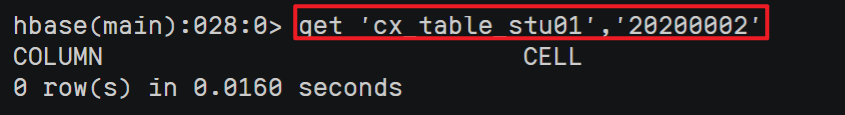 hbase(main):028:0> get 'cx_table_stu01','20200002'
COLUMN CELL
0 row(s) in 0.0160 seconds